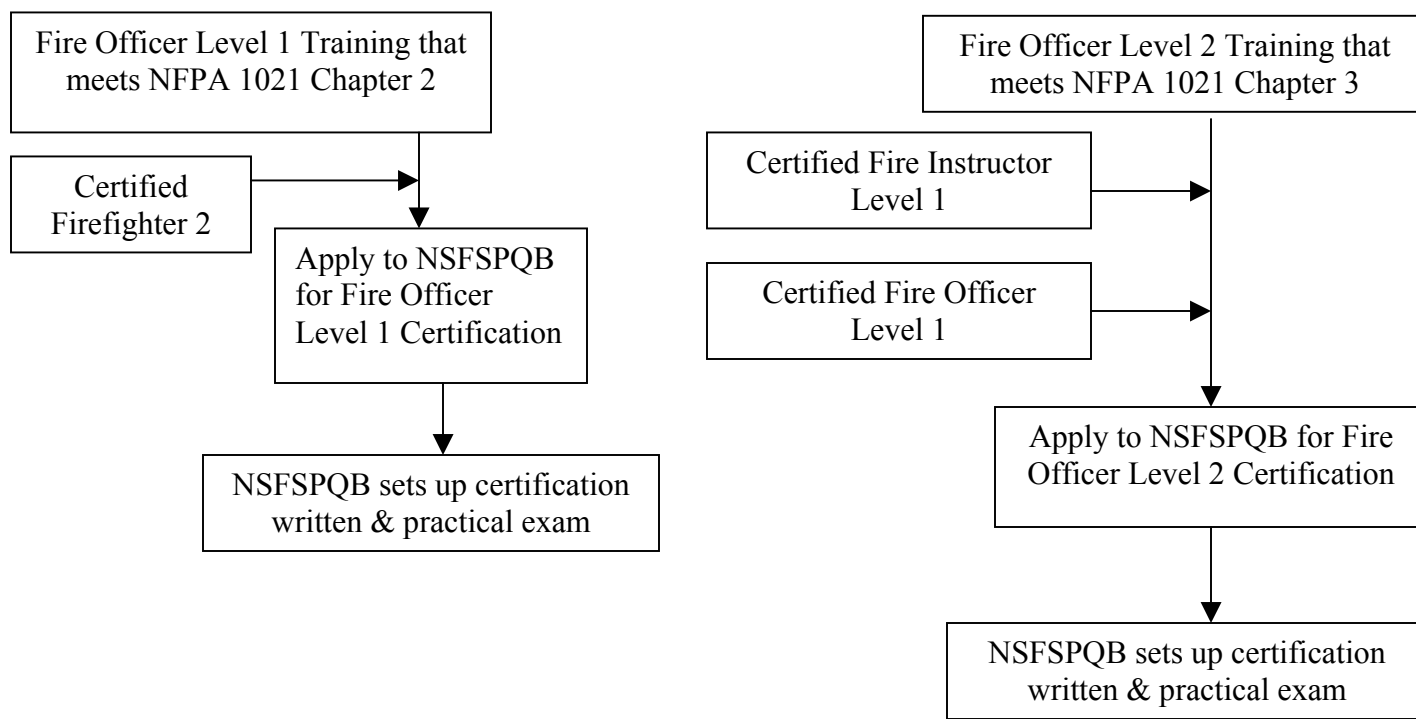 Fire Officer Level 1 Training that
meets NFPA 1021 Chapter 2
Certified
Firefighter 2
Apply to NSFSPQB
for Fire Officer
Level 1 Certification
NSFSPQB sets up certification
written & practical exam
Fire Officer Level 2 Training that
meets NFPA 1021 Chapter 3
Certified Fire Instructor
Level 1
Certified Fire Officer
Level 1
Apply to NSFSPQB for Fire
Officer Level 2 Certification
NSFSPQB sets up certification
written & practical exam